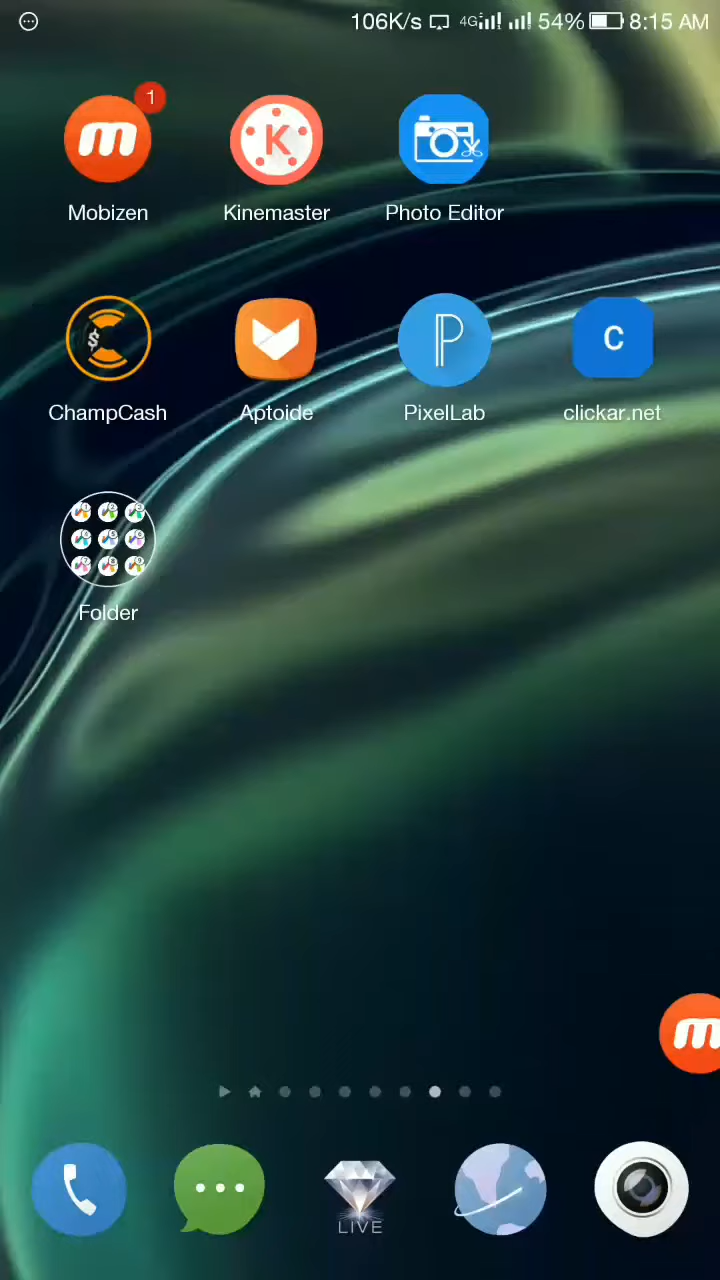 106K/s 4G 54% 8:15 AM
1
Mobizen Kinemaster Photo Editor
$ C
K
P
C
ChampCash Aptoide PixelLab clickar.net
Folder
LIVE